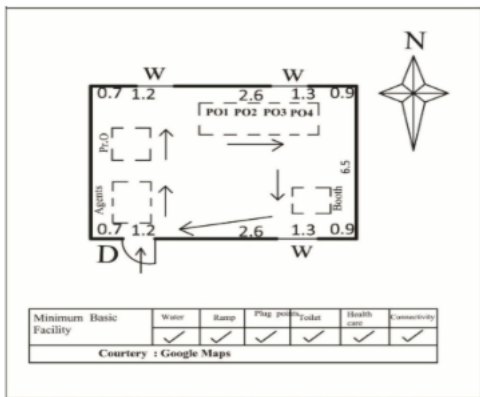 N
W W
0.7 1.2 2.6 1.3 0.9
PO1 PO2 PO3 PO4
Pr.O
6.5
Agents
Booth
0.7 1.2 2.6 1.3 0.9
D W
Minimum Basic Facility
Water Ramp Plug points Toilet Health care Connectivity
✓ ✓ ✓ ✓ ✓ ✓
Courtery : Google Maps